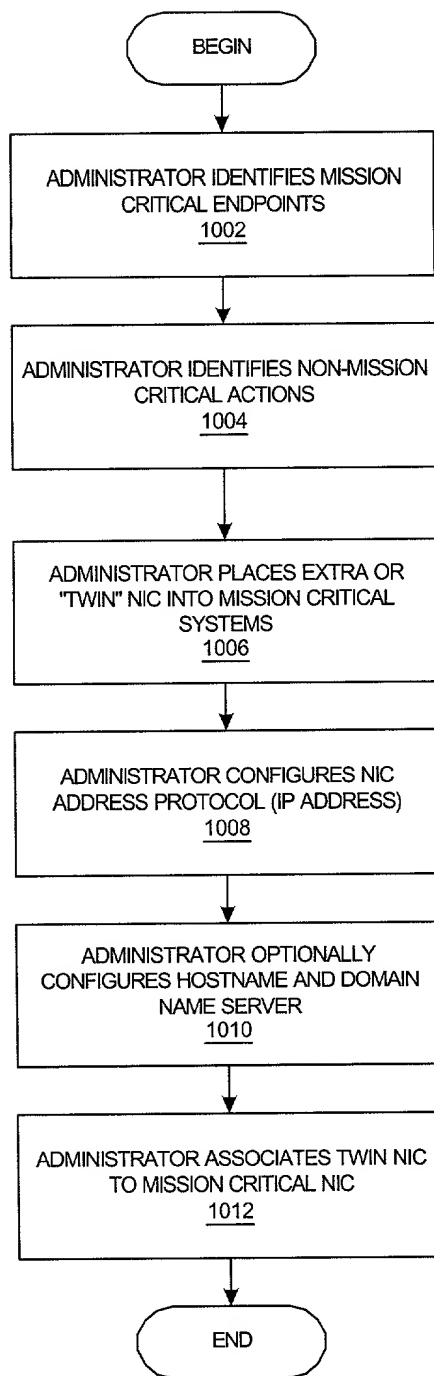 BEGIN
ADMINISTRATOR IDENTIFIES MISSION
CRITICAL ENDPOINTS
1002
ADMINISTRATOR IDENTIFIES NON-MISSION
CRITICAL ACTIONS
1004
ADMINISTRATOR PLACES EXTRA OR
"TWIN" NIC INTO MISSION CRITICAL
SYSTEMS
1006
ADMINISTRATOR CONFIGURES NIC
ADDRESS PROTOCOL (IP ADDRESS)
1008
ADMINISTRATOR OPTIONALLY
CONFIGURES HOSTNAME AND DOMAIN
NAME SERVER
1010
ADMINISTRATOR ASSOCIATES TWIN NIC
TO MISSION CRITICAL NIC
1012
END